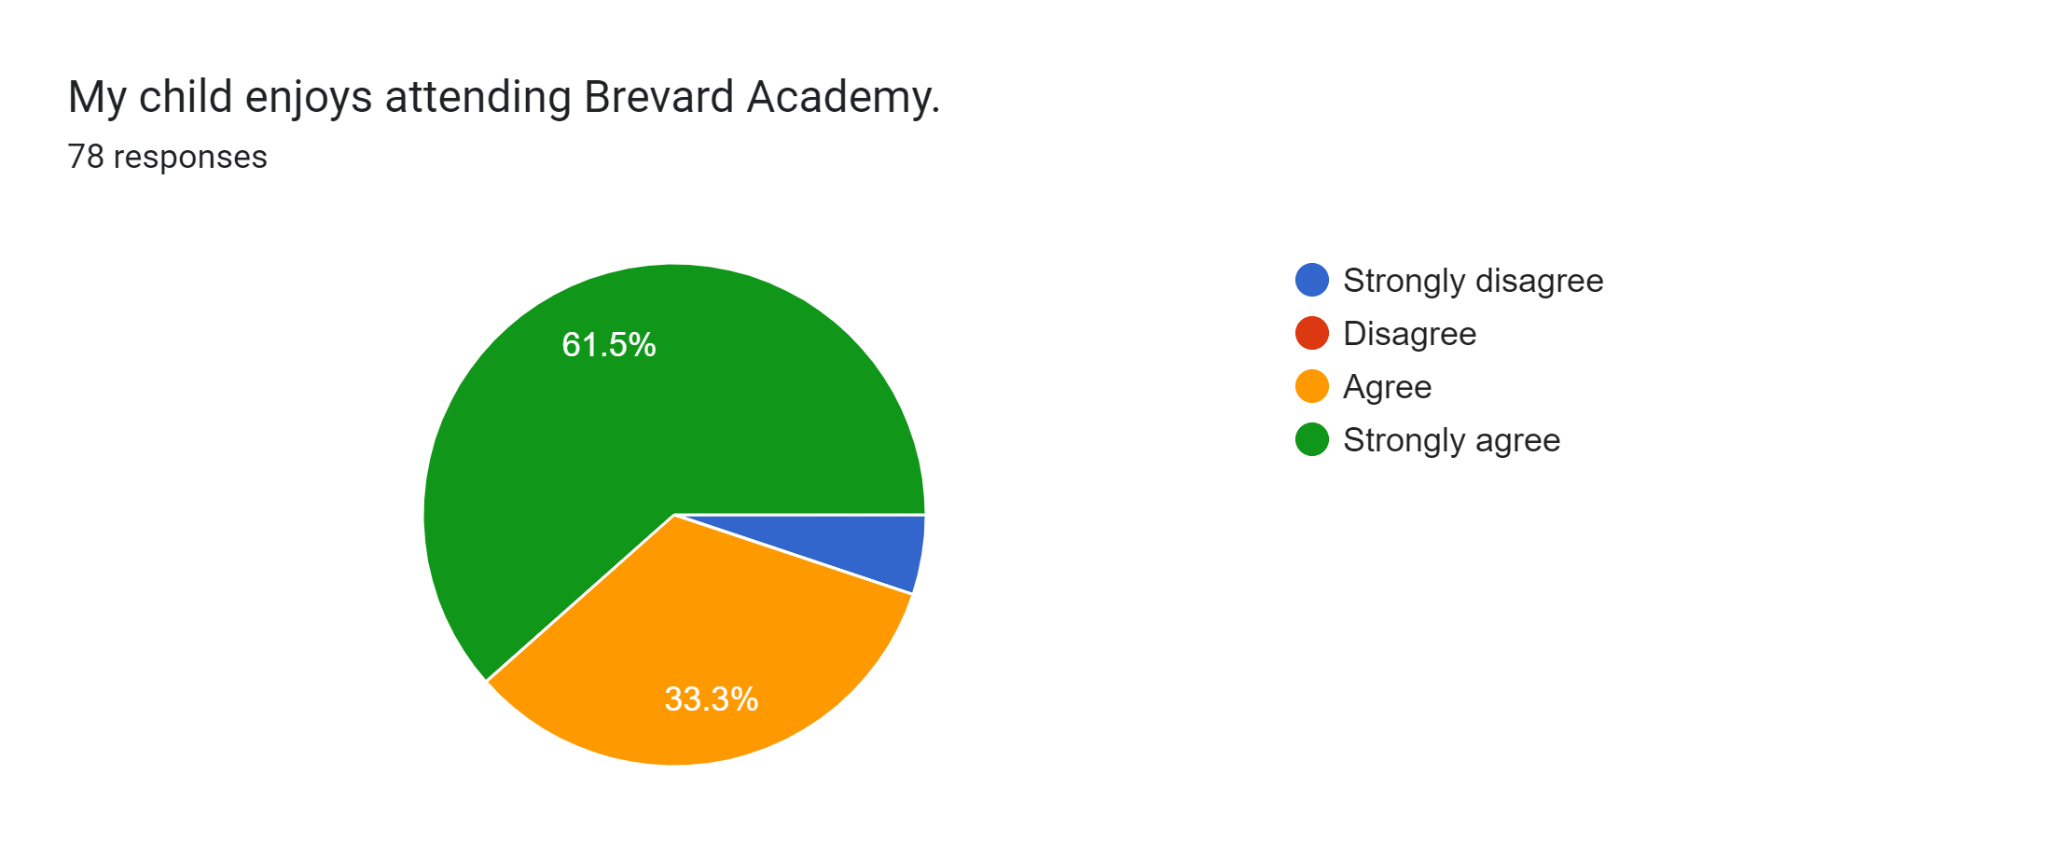 My child enjoys attending Brevard Academy.
78 responses
61.5%
33.3%
Strongly disagree
Disagree
Agree
Strongly agree